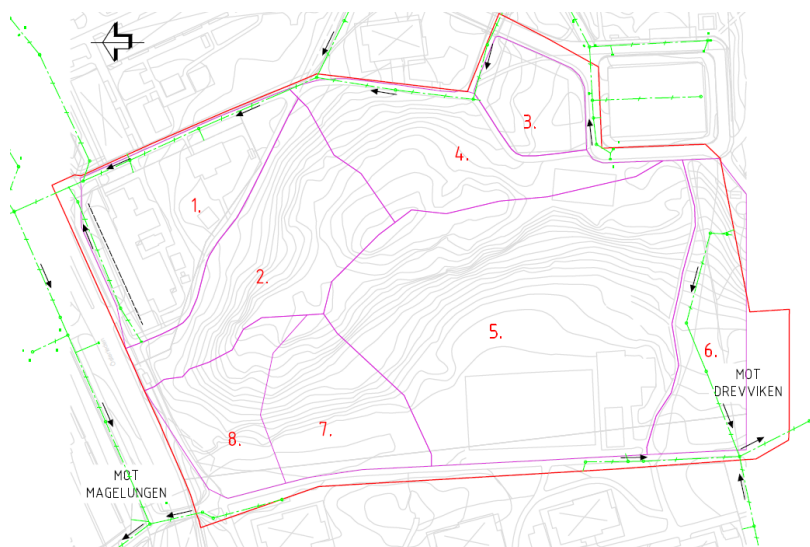 3.
4.
1.
2.
5.
6.
MOT
DREVVIKEN
7.
8.
MOT
MAGELUNGEN